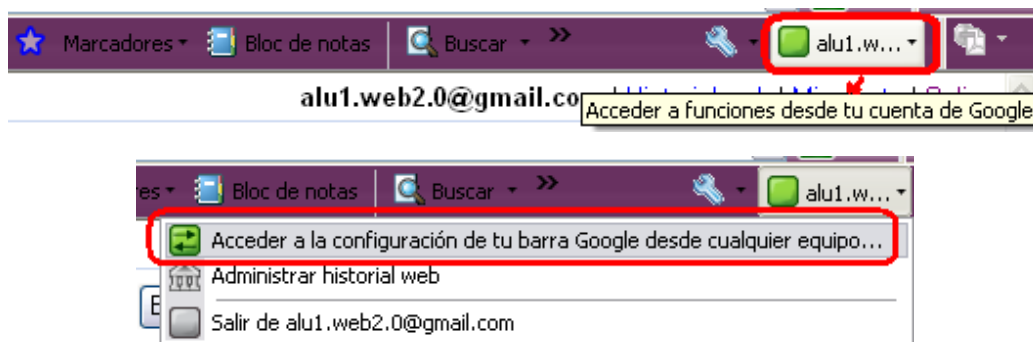 Marcadores Bloc de notas Buscar » alu1.w...
alu1.web2.0@gmail.co
Acceder a funciones desde tu cuenta de Google
es Bloc de notas Buscar » alu1.w...
Acceder a la configuración de tu barra Google desde cualquier equipo...
Administrar historial web
Salir de alu1.web2.0@gmail.com